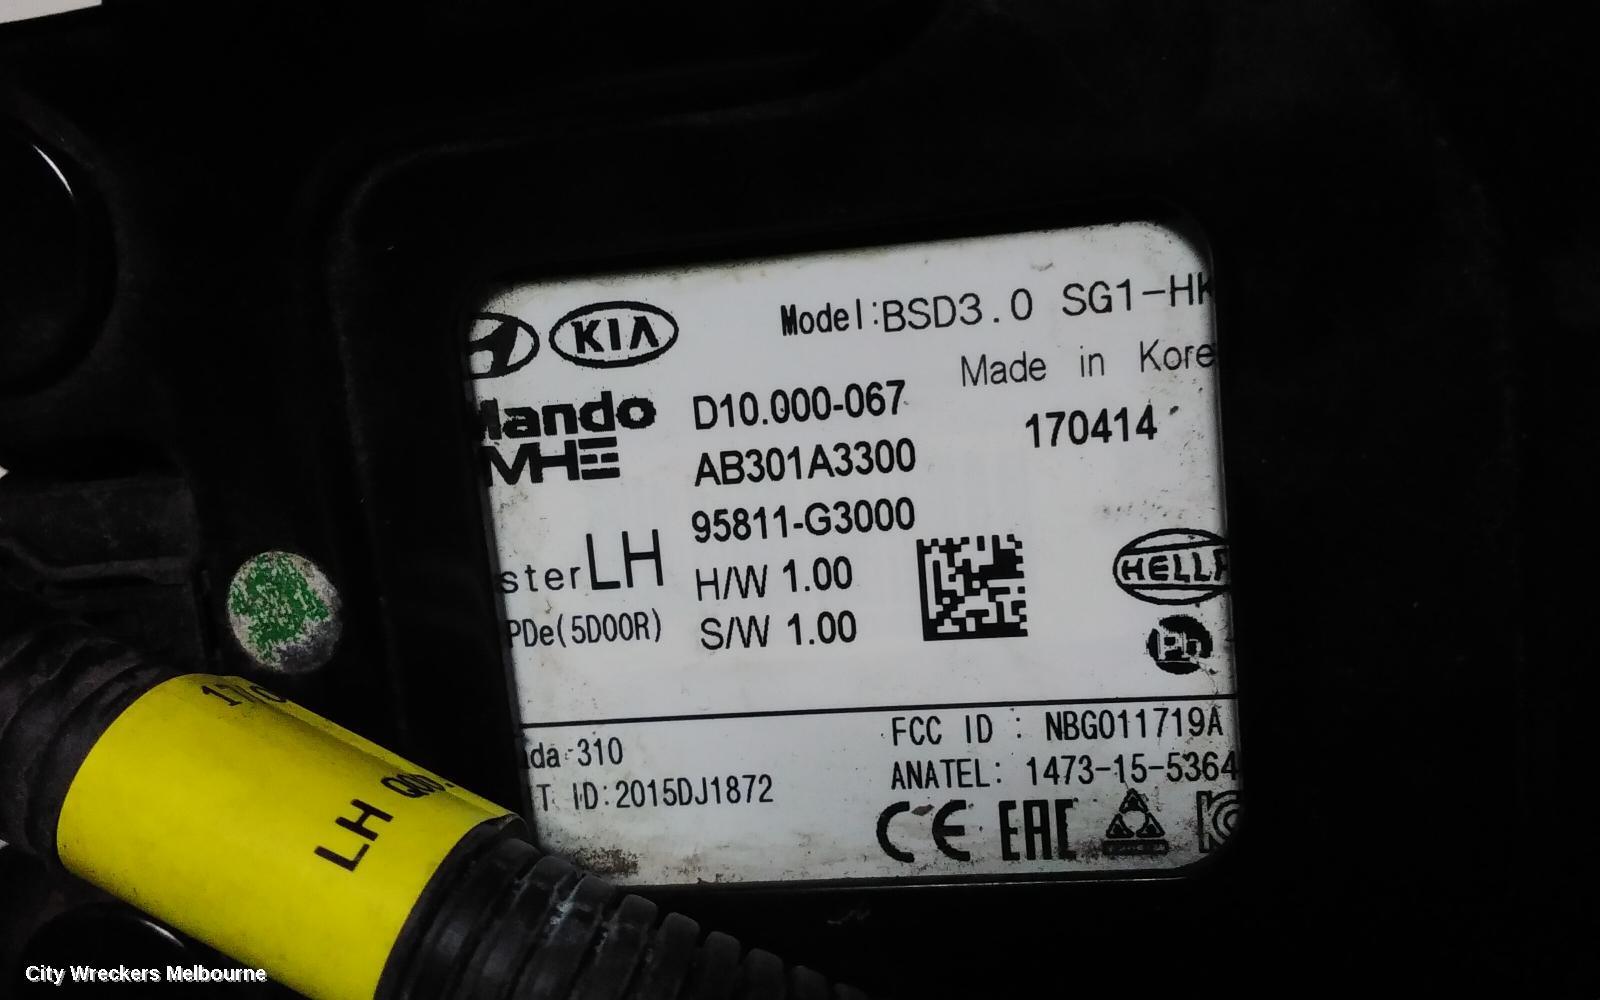 KIA
Model:BSD3.0 SG1-HK
Made in Kore
Mando
MHE
D10.000-067
170414
AB301A3300
95811-G3000
ster LH
H/W 1.00
HELLA
PDe(5D00R)
S/W 1.00
ada-310
FCC ID : NBG011719A
T ID:2015DJ1872
ANATEL: 1473-15-5364
CE EAC
LH
City Wreckers Melbourne